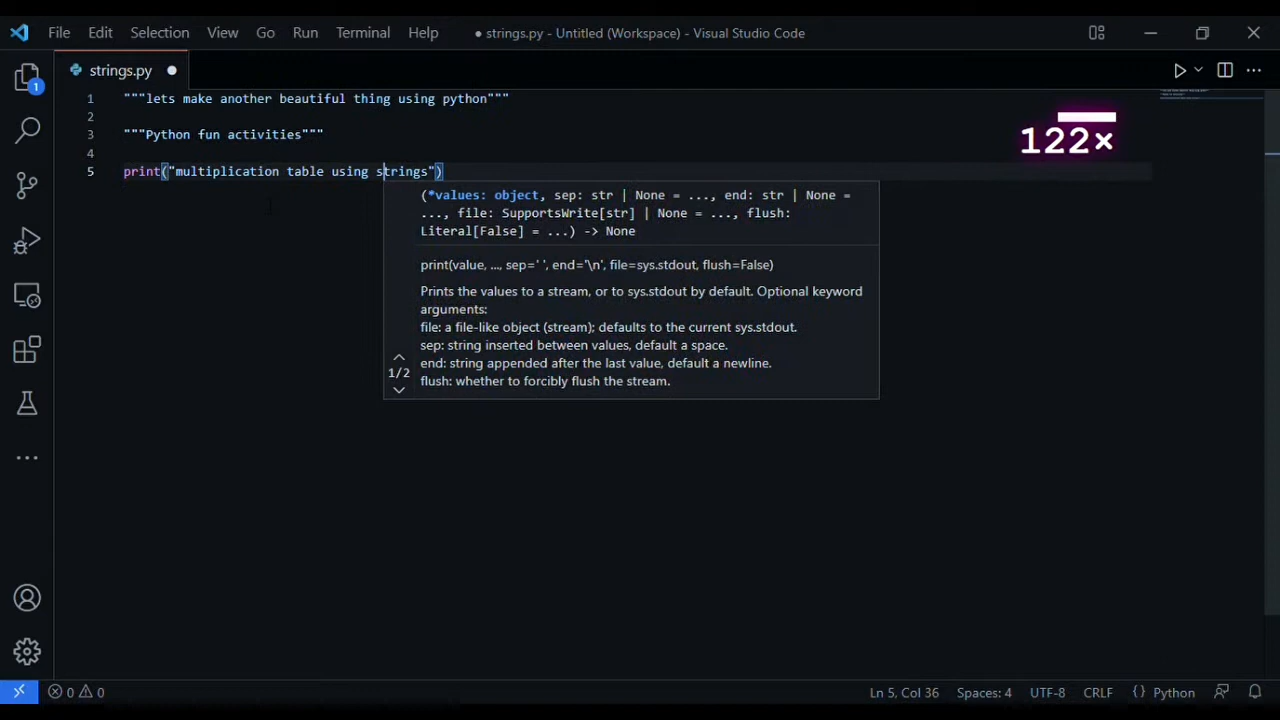 File Edit Selection View Go Run Terminal Help ● strings.py - Untitled (Workspace) - Visual Studio Code
strings.py ●
1
1 """lets make another beautiful thing using python"""
2
3 """Python fun activities"""
4
5 print("multiplication table using strings")
122×
(*values: object, sep: str | None = ..., end: str | None =
..., file: SupportsWrite[str] | None = ..., flush:
Literal[False] = ...) -> None
print(value, ..., sep=' ', end='\n', file=sys.stdout, flush=False)
Prints the values to a stream, or to sys.stdout by default. Optional keyword
arguments:
file: a file-like object (stream); defaults to the current sys.stdout.
sep: string inserted between values, default a space.
1/2
end: string appended after the last value, default a newline.
flush: whether to forcibly flush the stream.
0 0 Ln 5, Col 36 Spaces: 4 UTF-8 CRLF {} Python